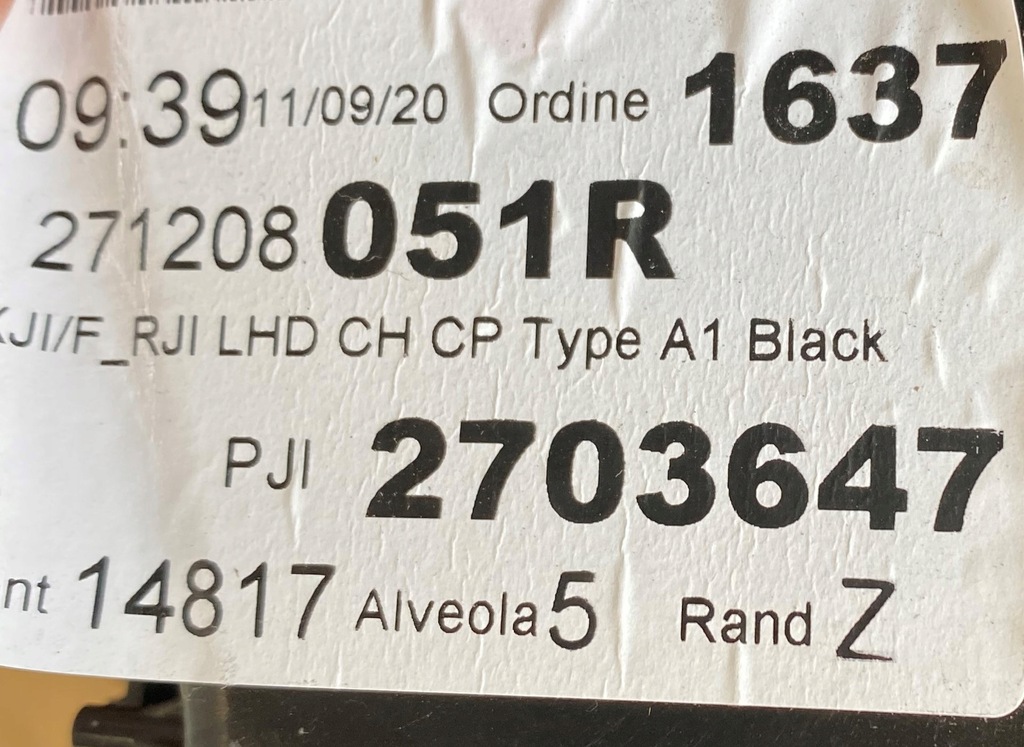 09:39 11/09/20 Ordine 1637
271208 051R
KJI/F_RJI LHD CH CP Type A1 Black
PJI 2703647
nt 14817 Alveola 5 Rand Z